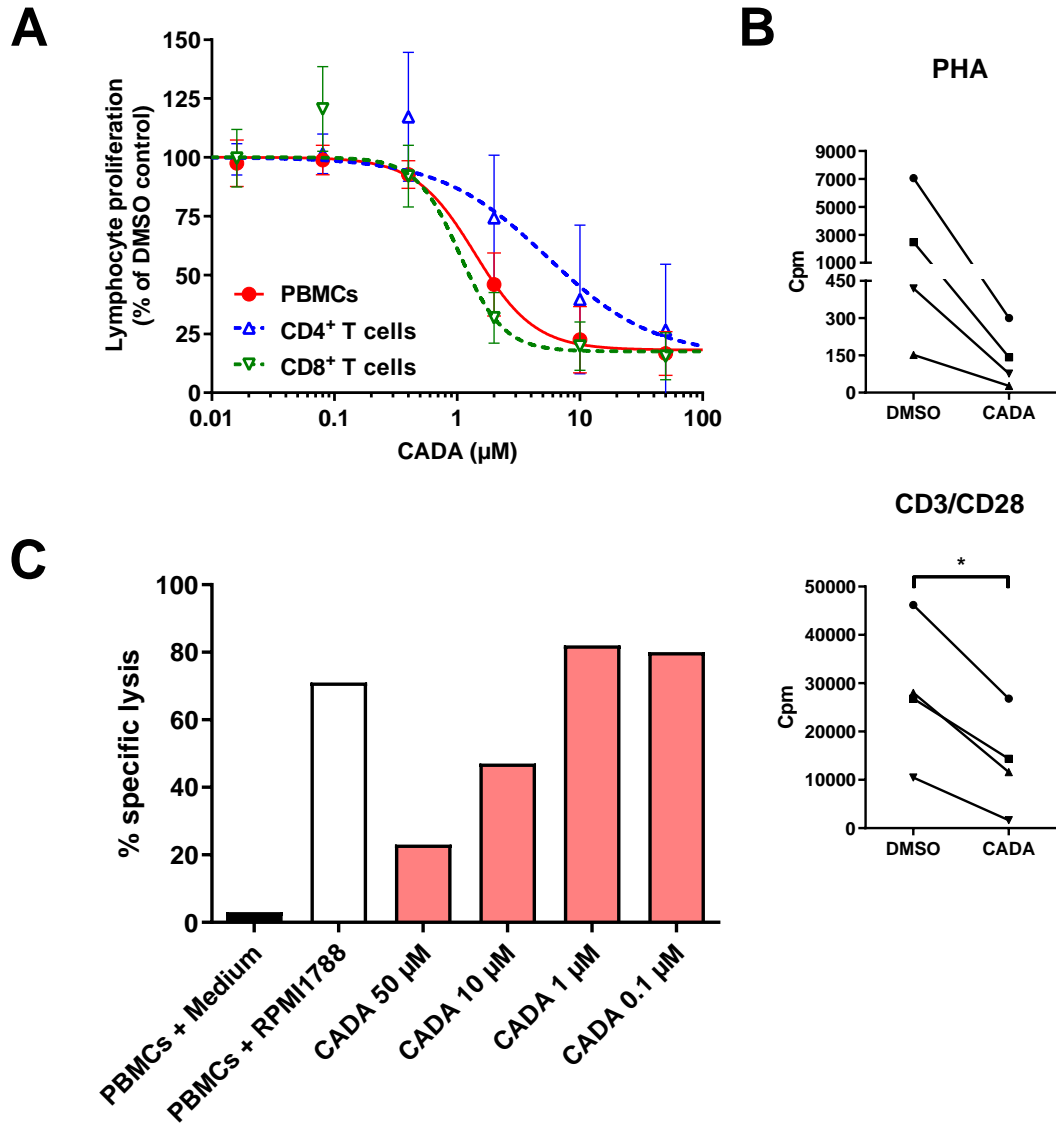 A
Lymphocyte proliferation
(% of DMSO control)
150
125
100
75
50
25
0
PBMCs
CD4+ T cells
CD8+ T cells
0.01
0.1
1
10
100
CADA (µM)
B
PHA
Cpm
9000
7000
5000
3000
1000
450
300
150
0
DMSO
CADA
CD3/CD28
*
Cpm
50000
40000
30000
20000
10000
0
DMSO
CADA
C
% specific lysis
100
80
60
40
20
0
PBMCs + Medium
PBMCs + RPMI1788
CADA 50 µM
CADA 10 µM
CADA 1 µM
CADA 0.1 µM